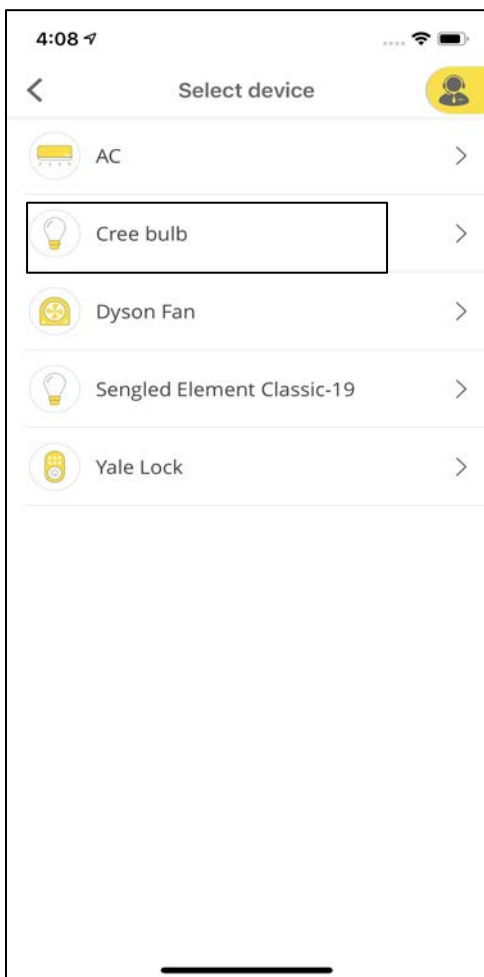 4:08
Select device
AC
Cree bulb
Dyson Fan
Sengled Element Classic-19
Yale Lock